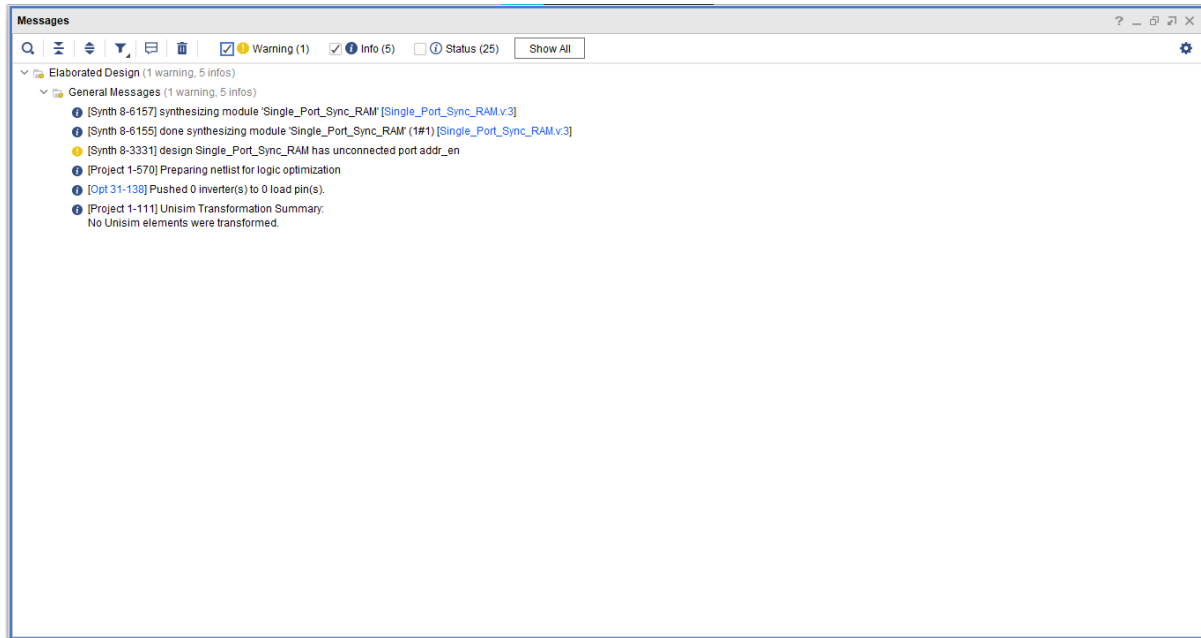 Messages
? _
Warning (1) Info (5) Status (25) Show All
Elaborated Design (1 warning, 5 infos)
General Messages (1 warning, 5 infos)
[Synth 8-6157] synthesizing module 'Single_Port_Sync_RAM' [Single_Port_Sync_RAM.v:3]
[Synth 8-6155] done synthesizing module 'Single_Port_Sync_RAM' (1#1) [Single_Port_Sync_RAM.v:3]
[Synth 8-3331] design Single_Port_Sync_RAM has unconnected port addr_en
[Project 1-570] Preparing netlist for logic optimization
[Opt 31-138] Pushed 0 inverter(s) to 0 load pin(s).
[Project 1-111] Unisim Transformation Summary:
No Unisim elements were transformed.